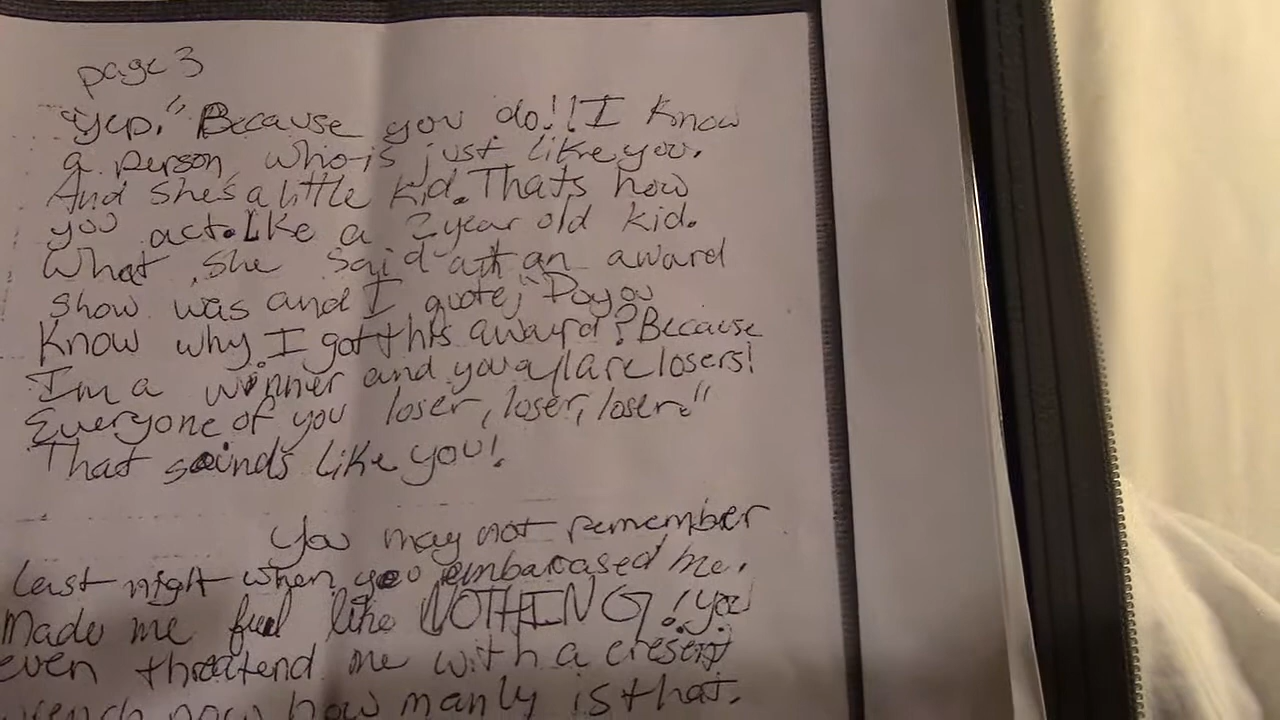 page 3
"Yep." Because you do!! I know
a person who is just like you.
And she's a little kid. Thats how
you act. Like a 2 year old kid.
What she said att an award
show was and I quote, "Do you
know why I got this award? Because
I'm a winner and you all are losers!
Everyone of you loser, loser, loser."
That sounds like you!
You may not remember
last night when you embarassed me.
Made me feel like NOTHING! You
even threatend me with a cresent
wrench now how manly is that.